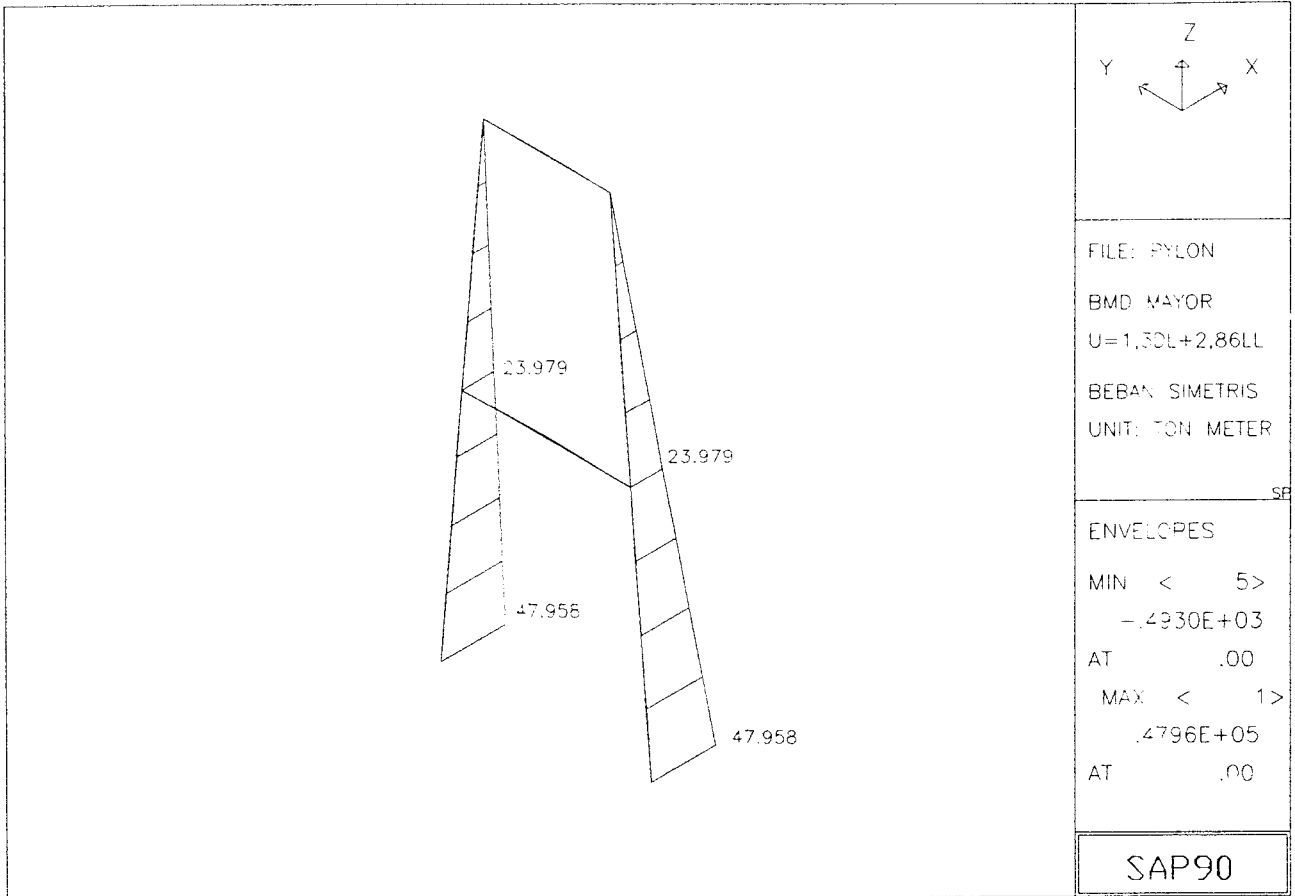 Z
Y X
FILE: PYLON
BMD MAYOR
U=1,3DL+2,86LL
BEBAN SIMETRIS
UNIT: TON METER
SP
ENVELOPES
MIN < 5>
-.4930E+03
AT .00
MAX < 1>
.4796E+05
AT .00
SAP90
23.979
23.979
47.958
47.958